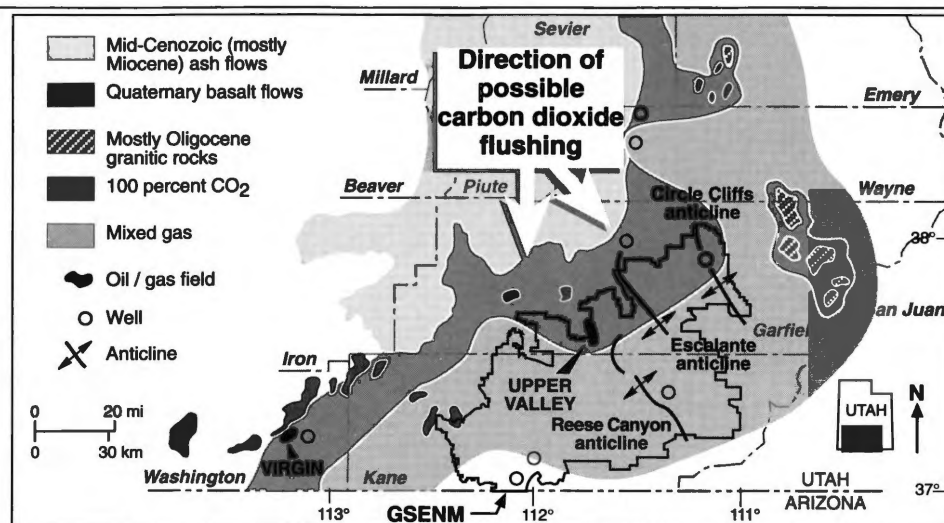 Mid-Cenozoic (mostly
Miocene) ash flows
Quaternary basalt flows
Mostly Oligocene
granitic rocks
100 percent CO2
Mixed gas
Oil / gas field
Well
Anticline
0 20 mi
0 30 km
Sevier
Millard
Direction of
possible
carbon dioxide
flushing
Emery
Beaver
Piute
Wayne
Circle Cliffs
anticline
38°
San Juan
Garfiel
Iron
Escalante
anticline
UPPER
VALLEY
Reese Canyon
anticline
UTAH
N
VIRGIN
Washington
Kane
UTAH
ARIZONA
37°
113°
112°
111°
GSENM